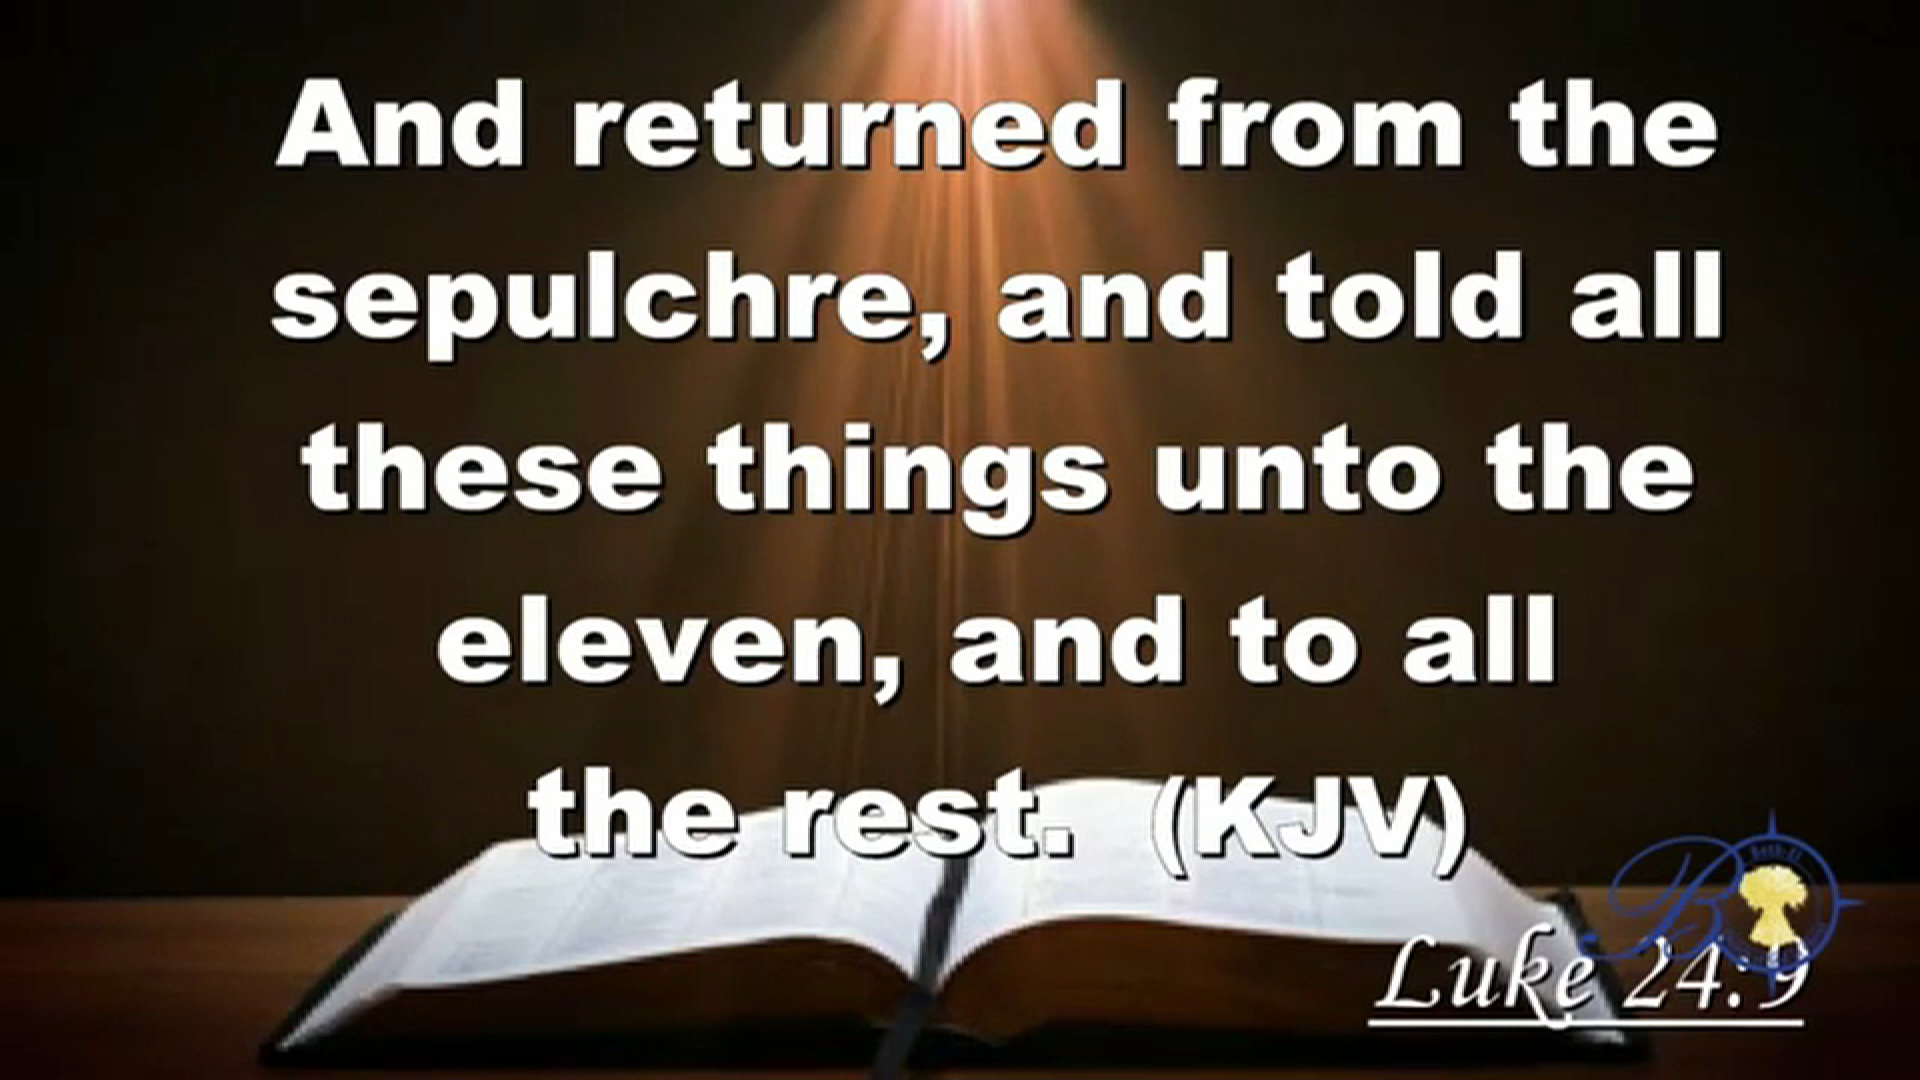 And returned from the
sepulchre, and told all
these things unto the
eleven, and to all
the rest. (KJV)
Luke 24:9